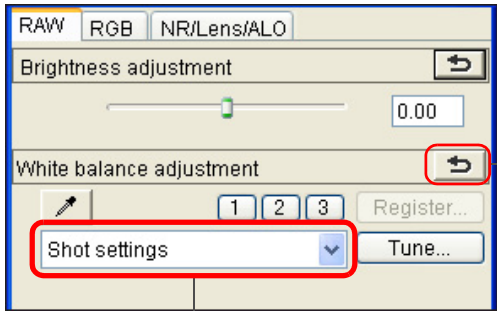 RAW RGB NR/Lens/ALO
Brightness adjustment
0.00
White balance adjustment
1 2 3 Register...
Shot settings Tune...